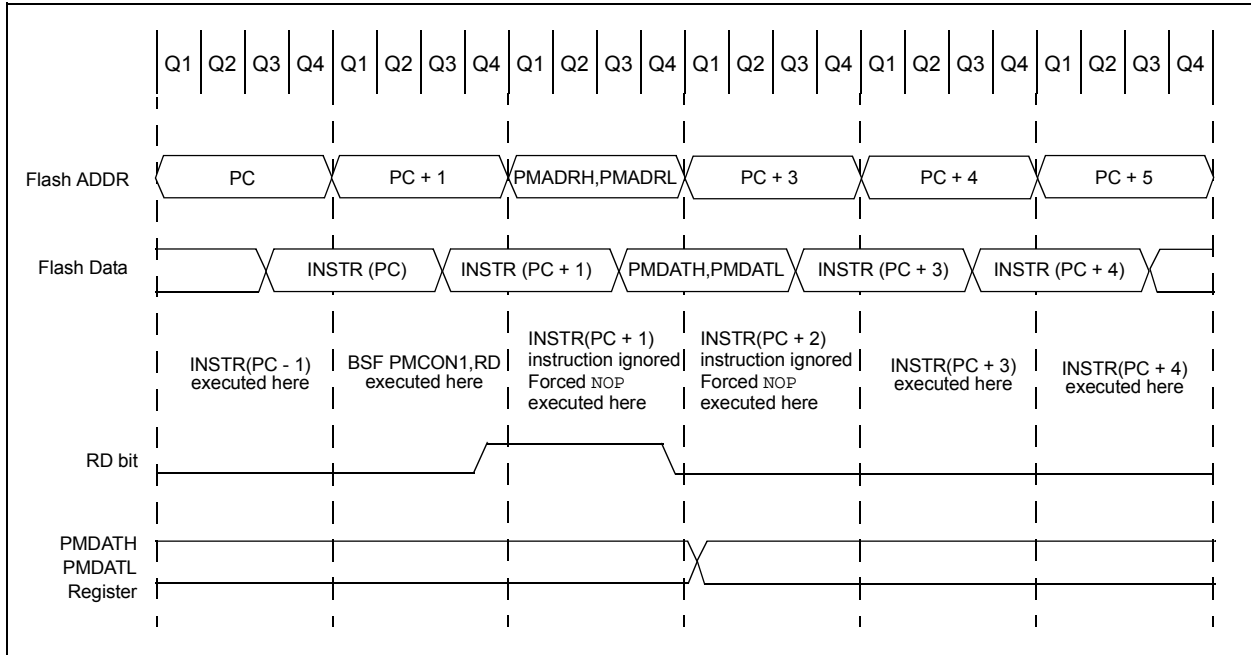 Q1 Q2 Q3 Q4 Q1 Q2 Q3 Q4 Q1 Q2 Q3 Q4 Q1 Q2 Q3 Q4 Q1 Q2 Q3 Q4 Q1 Q2 Q3 Q4
Flash ADDR PC PC + 1 PMADRH,PMADRL PC + 3 PC + 4 PC + 5
Flash Data INSTR (PC) INSTR (PC + 1) PMDATH,PMDATL INSTR (PC + 3) INSTR (PC + 4)
INSTR(PC - 1)
executed here
BSF PMCON1,RD
executed here
INSTR(PC + 1)
instruction ignored
Forced NOP
executed here
INSTR(PC + 2)
instruction ignored
Forced NOP
executed here
INSTR(PC + 3)
executed here
INSTR(PC + 4)
executed here
RD bit
PMDATH
PMDATL
Register